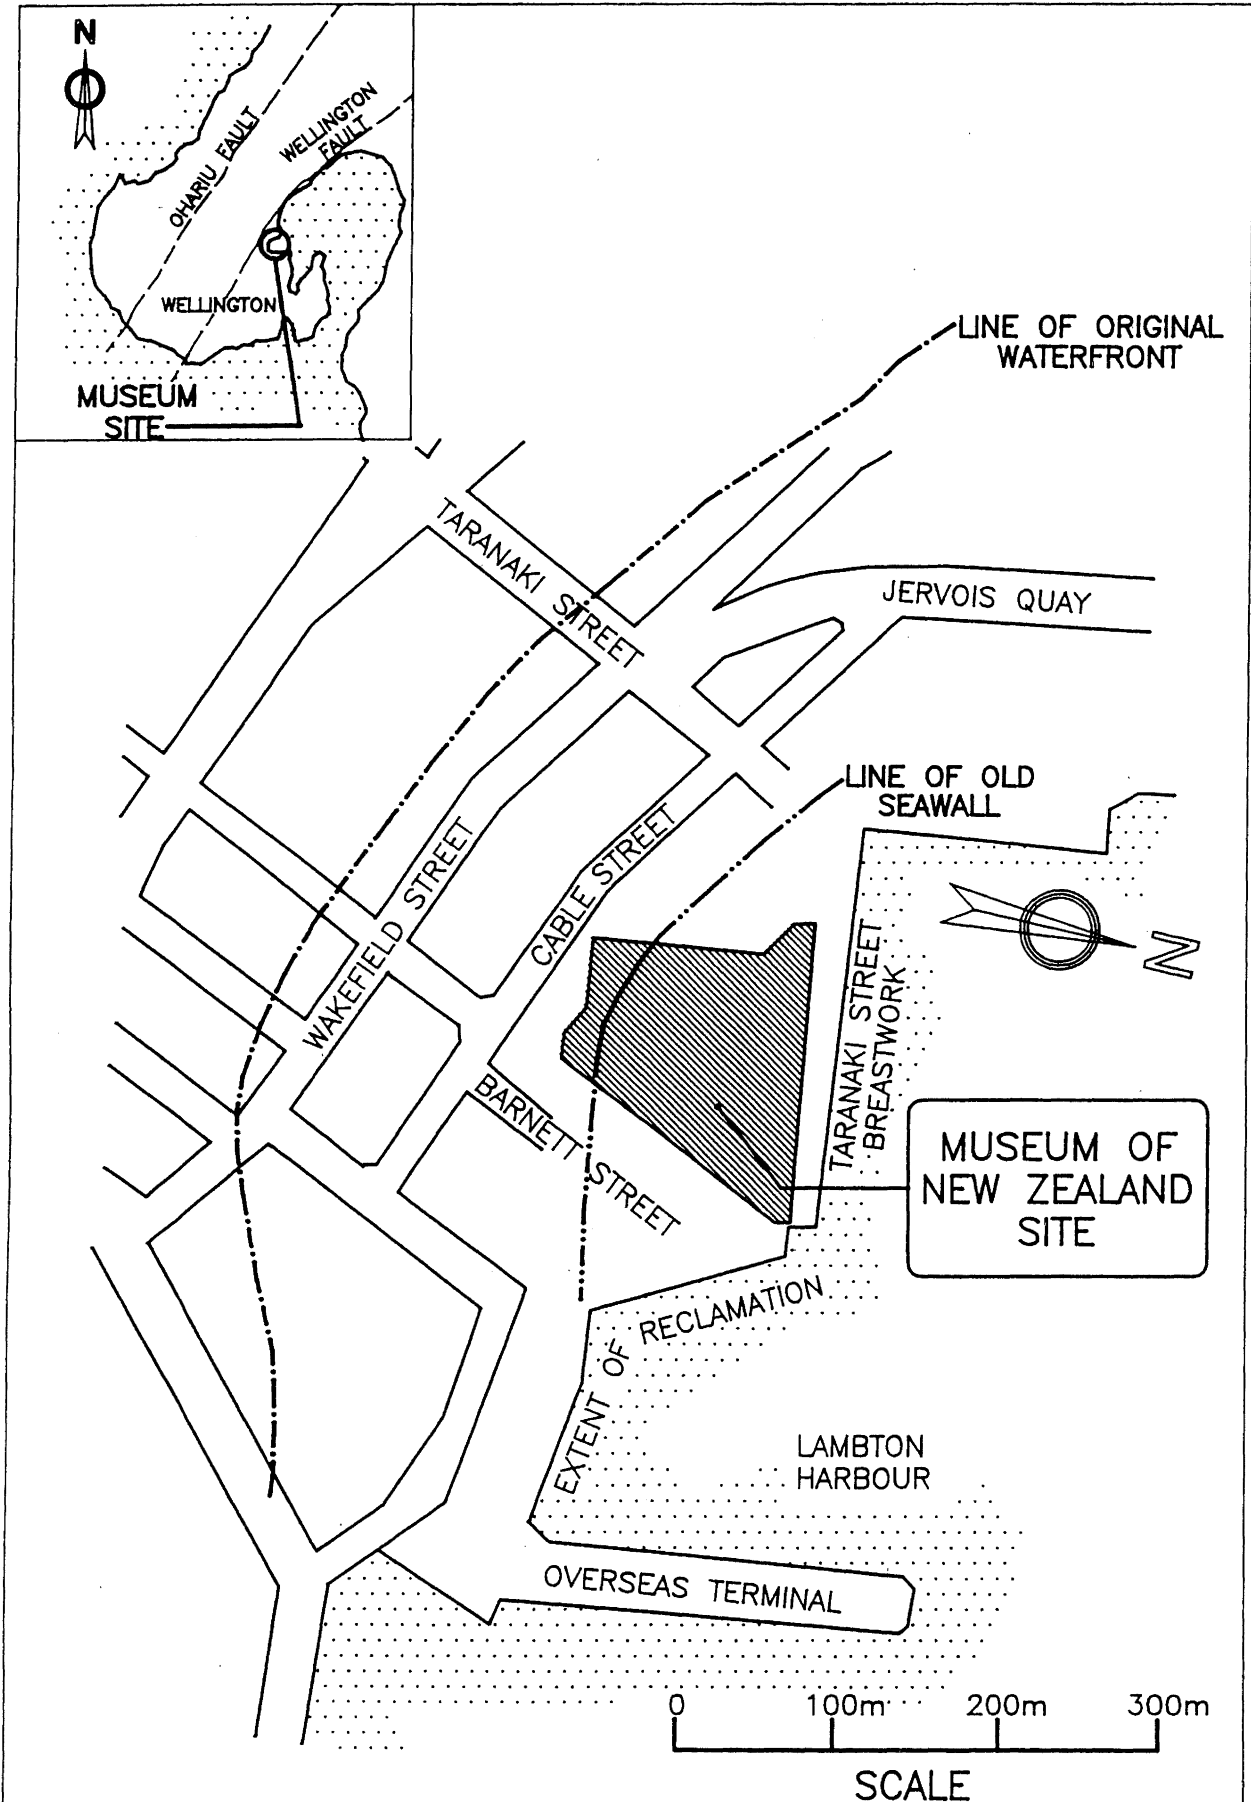 N
OHARIU FAULT
WELLINGTON
FAULT
WELLINGTON
MUSEUM
SITE
LINE OF ORIGINAL
WATERFRONT
TARANAKI STREET
JERVOIS QUAY
LINE OF OLD
SEAWALL
WAKEFIELD STREET
CABLE STREET
TARANAKI STREET
BREASTWORK
N
BARNETT STREET
MUSEUM OF
NEW ZEALAND
SITE
EXTENT OF RECLAMATION
LAMBTON
HARBOUR
OVERSEAS TERMINAL
0 100m 200m 300m
SCALE